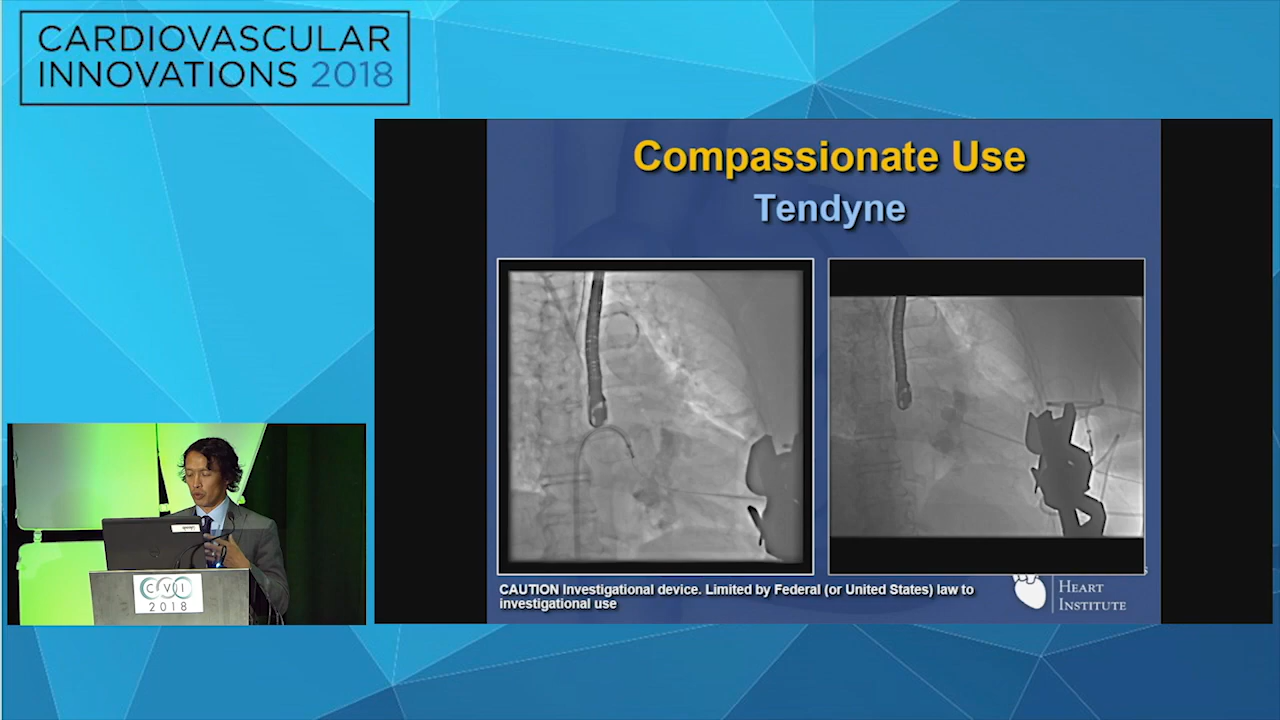 CARDIOVASCULAR
INNOVATIONS 2018
Compassionate Use
Tendyne
CAUTION Investigational device. Limited by Federal (or United States) law to
investigational use
HEART
INSTITUTE
CVI
2018